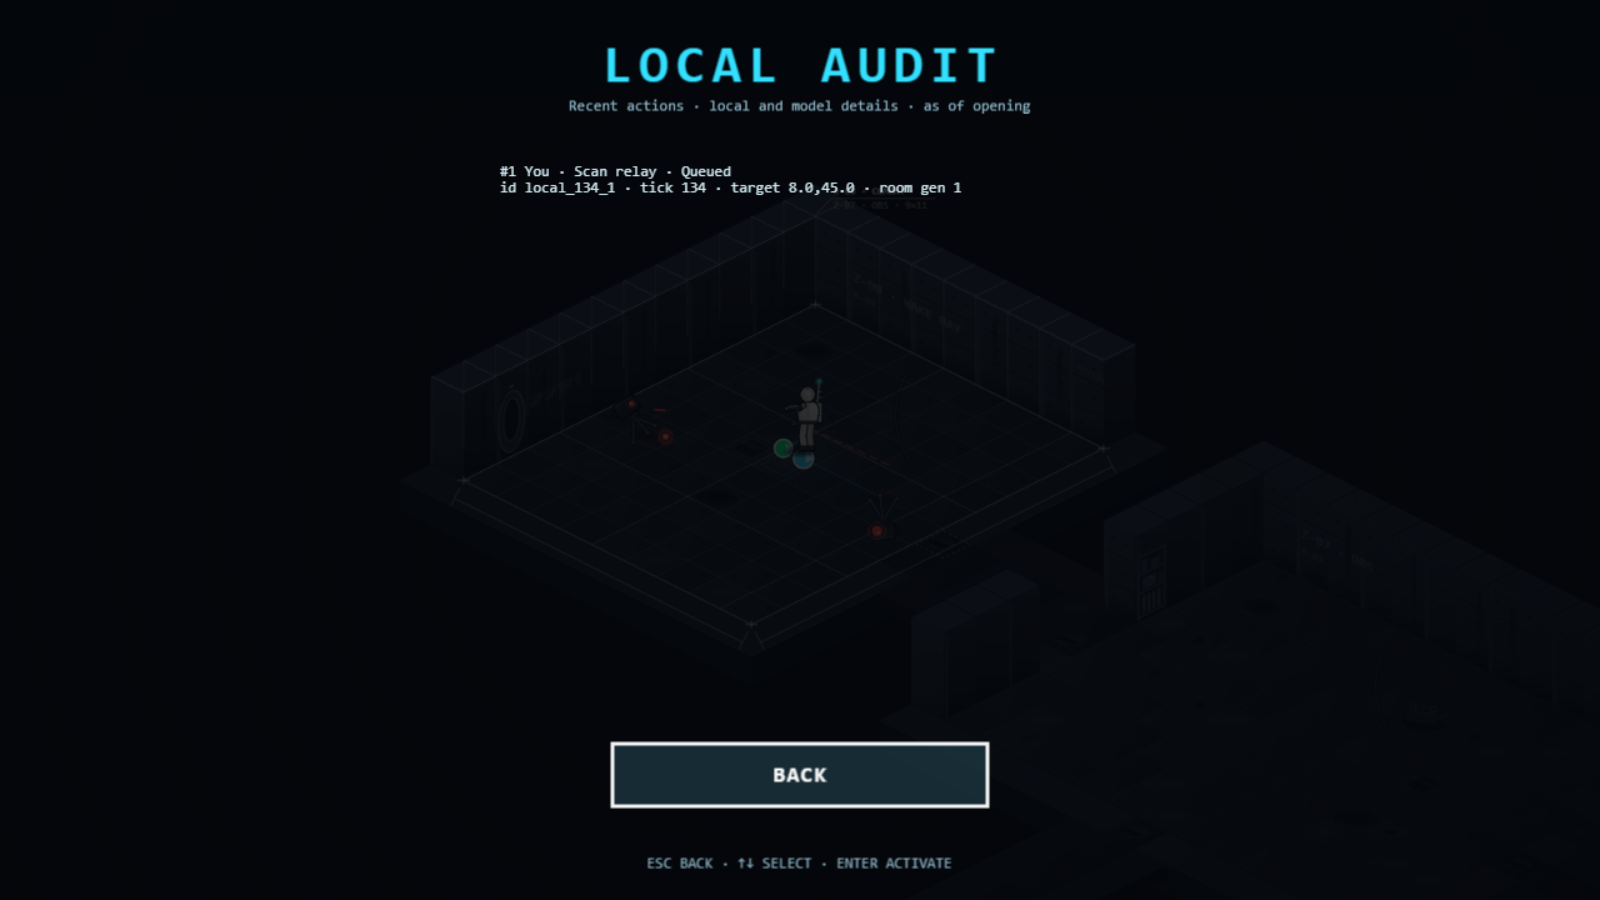 LOCAL AUDIT
Recent actions · local and model details · as of opening
#1 You · Scan relay · Queued
id local_134_1 · tick 134 · target 8.0,45.0 · room gen 1
BACK
ESC BACK · ↑↓ SELECT · ENTER ACTIVATE